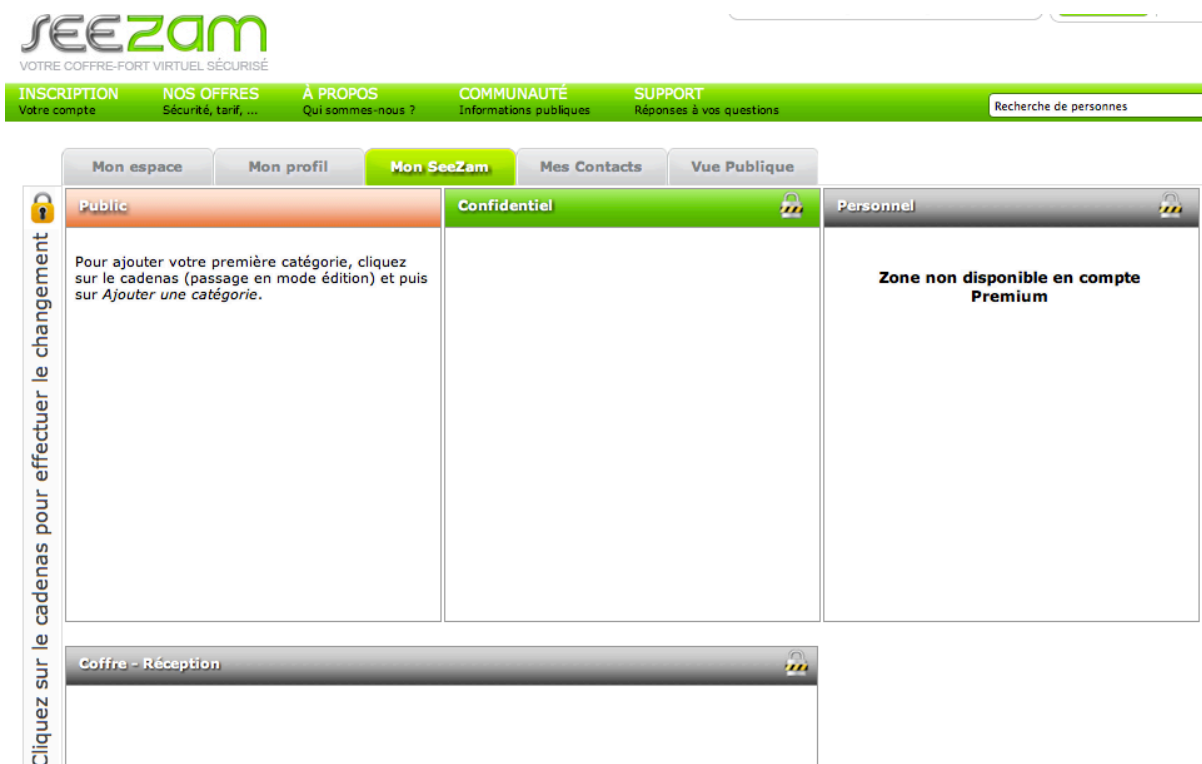 SEEZam
VOTRE COFFRE-FORT VIRTUEL SÉCURISÉ
INSCRIPTION
Votre compte
NOS OFFRES
Sécurité, tarif, ...
À PROPOS
Qui sommes-nous ?
COMMUNAUTÉ
Informations publiques
SUPPORT
Réponses à vos questions
Recherche de personnes
Mon espace
Mon profil
Mon SeeZam
Mes Contacts
Vue Publique
Cliquez sur le cadenas pour effectuer le changement
Public
Pour ajouter votre première catégorie, cliquez
sur le cadenas (passage en mode édition) et puis
sur Ajouter une catégorie.
Confidentiel
Personnel
Zone non disponible en compte
Premium
Coffre - Réception